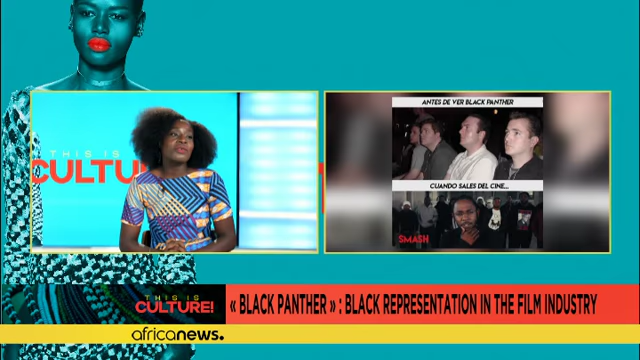 THIS IS
CULTURE!
ANTES DE VER BLACK PANTHER
CUANDO SALES DEL CINE...
SMASH
THIS IS
CULTURE!
« BLACK PANTHER » : BLACK REPRESENTATION IN THE FILM INDUSTRY
africanews.